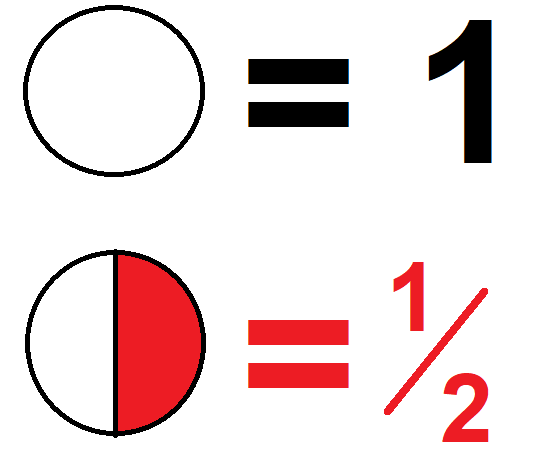 = 1
= 1/2